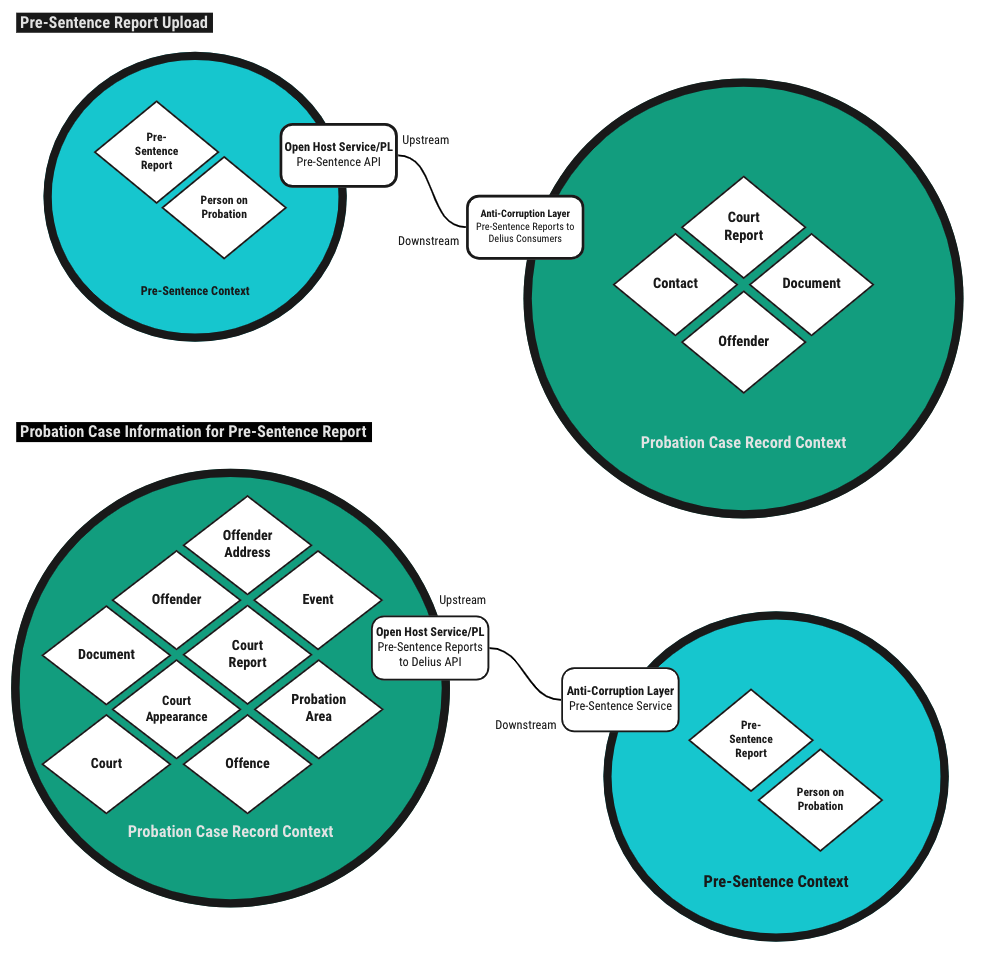 Pre-Sentence Report Upload
Pre-
Sentence
Report
Person on
Probation
Pre-Sentence Context
Open Host Service/PL
Pre-Sentence API
Upstream
Downstream
Anti-Corruption Layer
Pre-Sentence Reports to
Delius Consumers
Court
Report
Contact
Document
Offender
Probation Case Record Context
Probation Case Information for Pre-Sentence Report
Offender
Address
Offender
Event
Document
Court
Report
Court
Appearance
Probation
Area
Court
Offence
Probation Case Record Context
Upstream
Open Host Service/PL
Pre-Sentence Reports
to Delius API
Downstream
Anti-Corruption Layer
Pre-Sentence Service
Pre-
Sentence
Report
Person on
Probation
Pre-Sentence Context